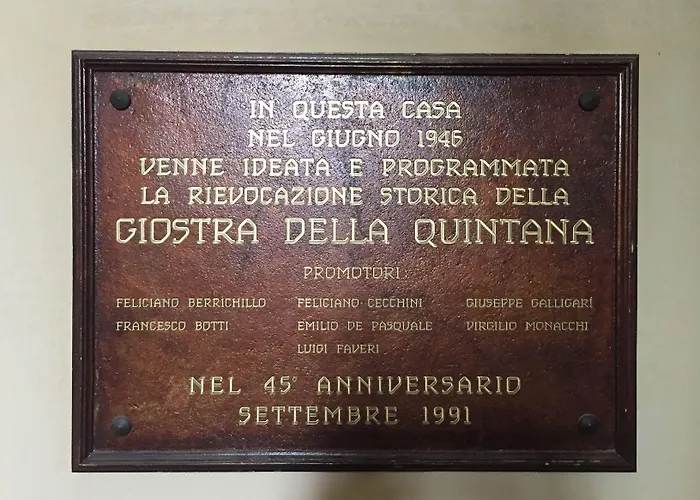 IN QUESTA CASA
NEL GIUGNO 1946
VENNE IDEATA E PROGRAMMATA
LA RIEVOCAZIONE STORICA DELLA
GIOSTRA DELLA QUINTANA
PROMOTORI:
FELICIANO BERRICHILLO FELICIANO CECCHINI GIUSEPPE GALLIGARÍ
FRANCESCO BOTTI EMILIO DE PASQUALE VIRGILIO MONACCHI
LUIGI FAVERI
NEL 45° ANNIVERSARIO
SETTEMBRE 1991